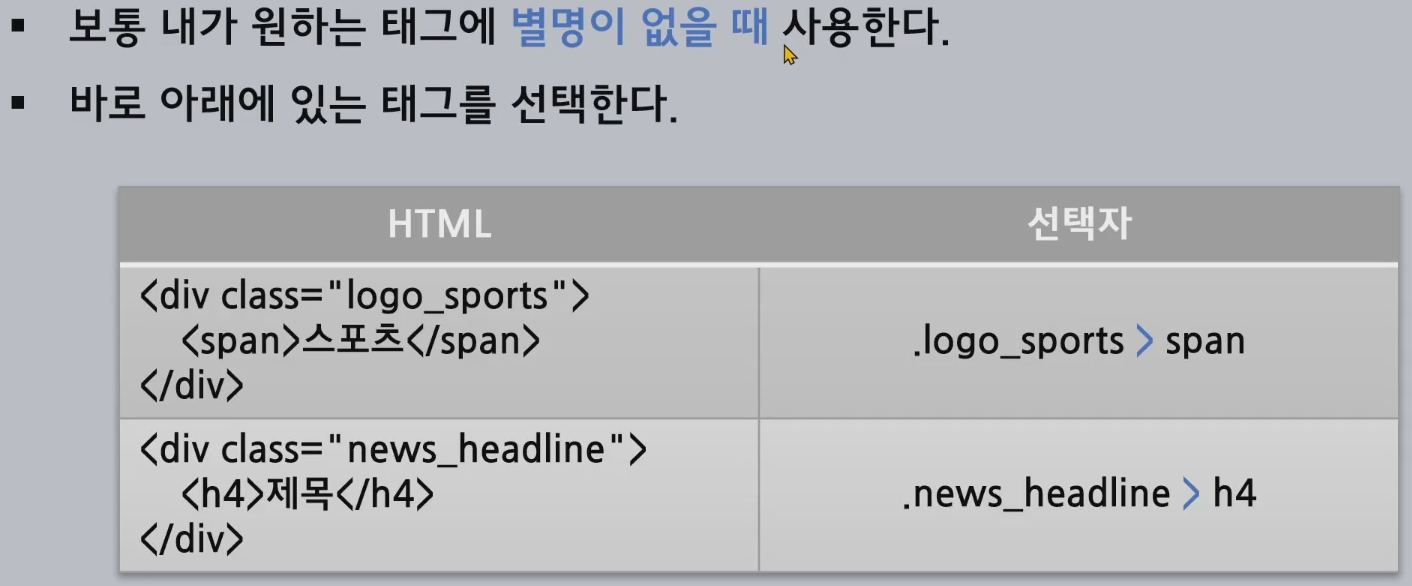 ▪ 보통 내가 원하는 태그에 별명이 없을 때 사용한다.
▪ 바로 아래에 있는 태그를 선택한다.
HTML 선택자
<div class="logo_sports">
<span>스포츠</span>
</div>
.logo_sports > span
<div class="news_headline">
<h4>제목</h4>
</div>
.news_headline > h4